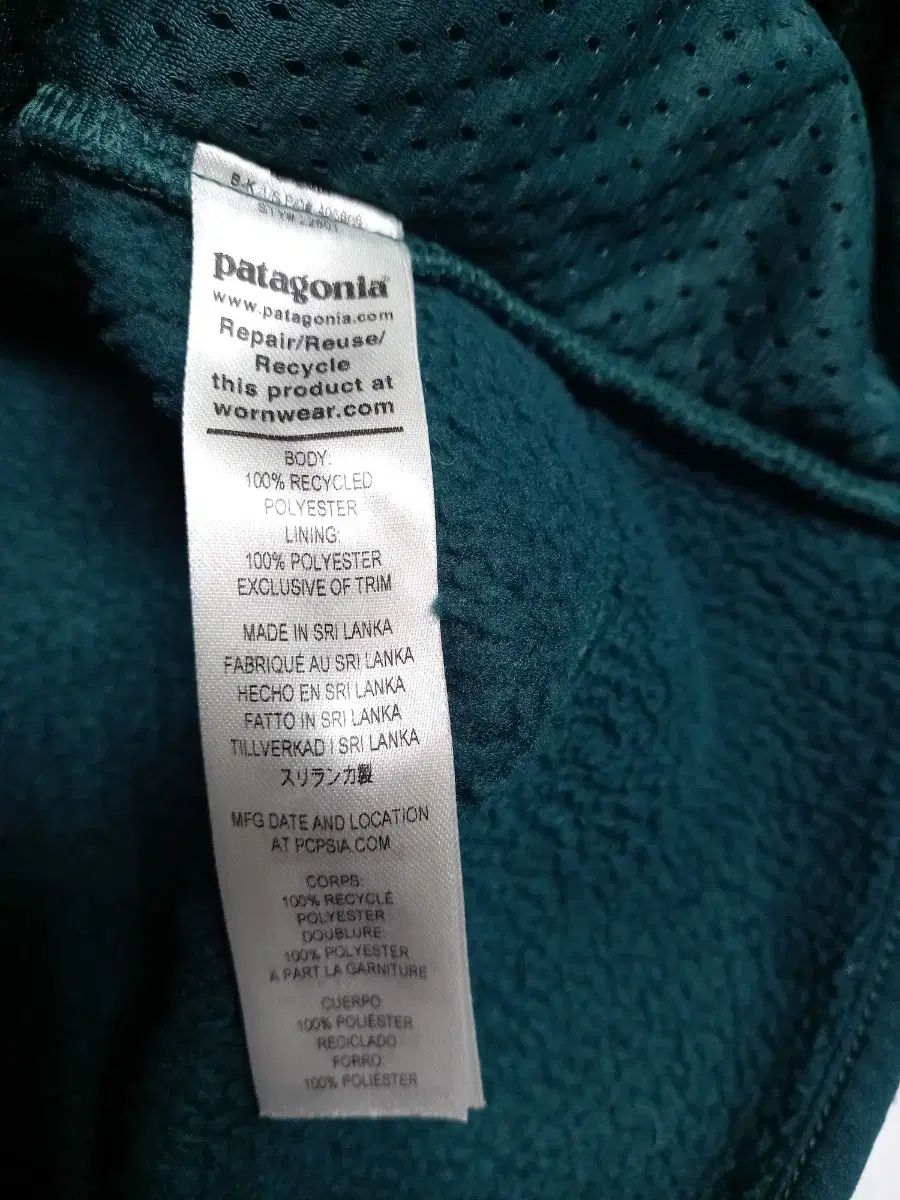 patagonia
www.patagonia.com
Repair/Reuse/
Recycle
this product at
wornwear.com
BODY:
100% RECYCLED
POLYESTER
LINING:
100% POLYESTER
EXCLUSIVE OF TRIM
MADE IN SRI LANKA
FABRIQUÉ AU SRI LANKA
HECHO EN SRI LANKA
FATTO IN SRI LANKA
TILLVERKAD I SRI LANKA
スリランカ製
MFG DATE AND LOCATION
AT PCPSIA.COM
CORPS:
100% RECYCLÉ
POLYESTER
DOUBLURE:
100% POLYESTER
A PART LA GARNITURE
CUERPO:
100% POLIÉSTER
RECICLADO
FORRO:
100% POLIÉSTER